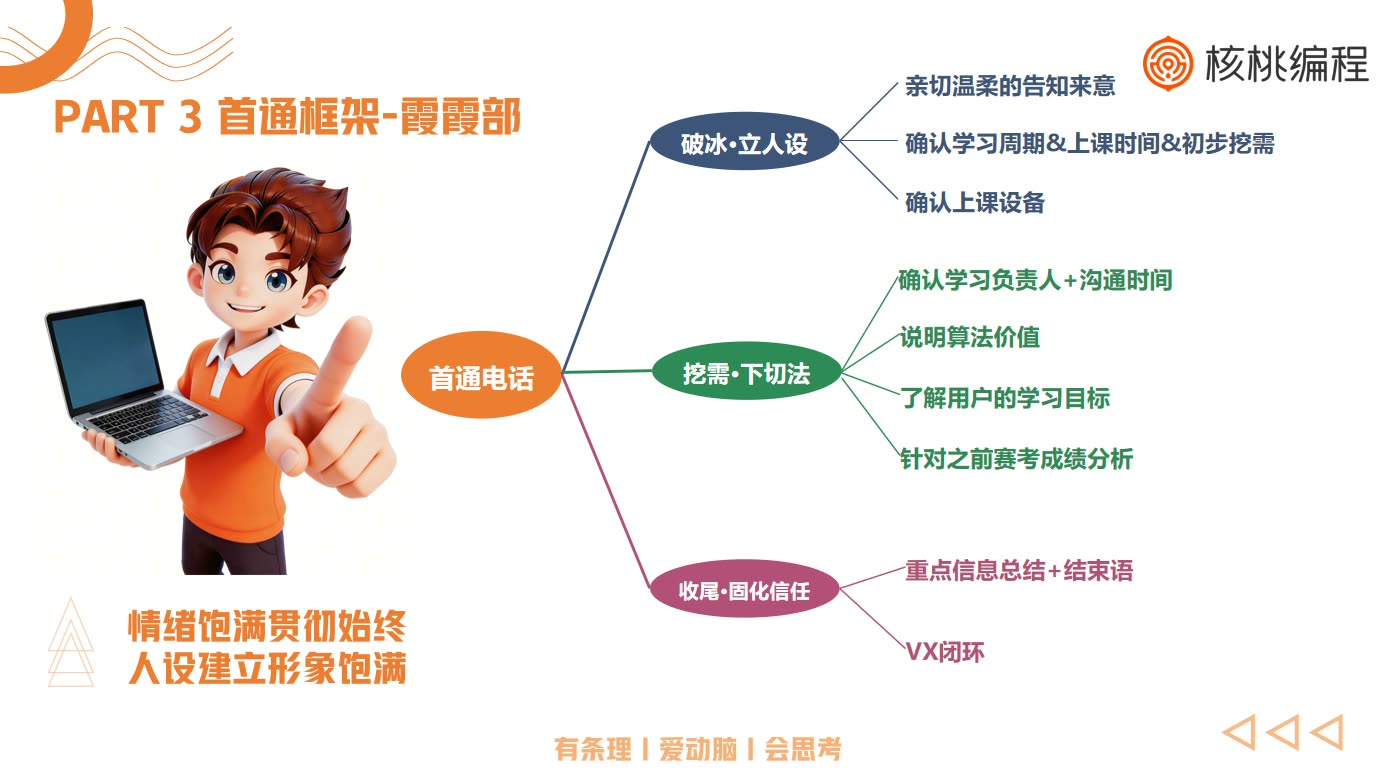 核桃编程
PART 3 首通框架-霞霞部
首通电话
破冰·立人设
亲切温柔的告知来意
确认学习周期&上课时间&初步挖需
确认上课设备
挖需·下切法
确认学习负责人+沟通时间
说明算法价值
了解用户的学习目标
针对之前赛考成绩分析
收尾·固化信任
重点信息总结+结束语
VX闭环
情绪饱满贯彻始终
人设建立形象饱满
有条理丨爱动脑丨会思考